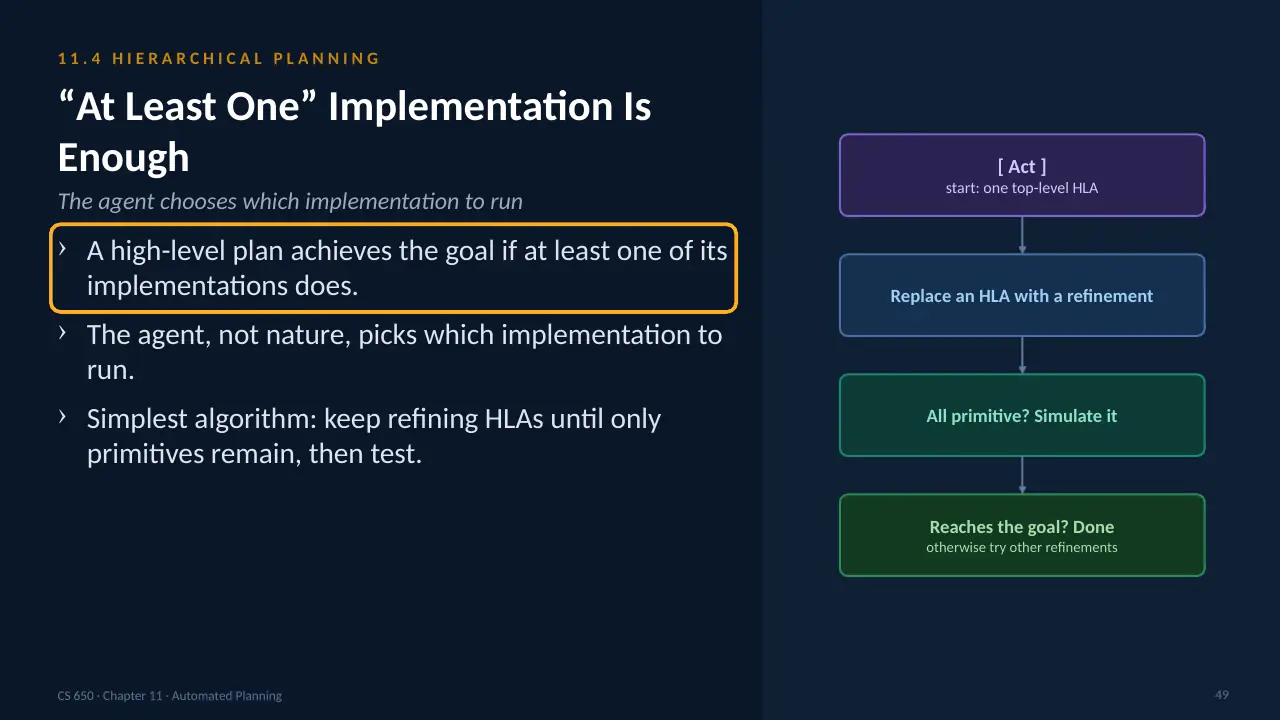 11.4 HIERARCHICAL PLANNING
“At Least One” Implementation Is
Enough
The agent chooses which implementation to run
› A high-level plan achieves the goal if at least one of its
implementations does.
› The agent, not nature, picks which implementation to
run.
› Simplest algorithm: keep refining HLAs until only
primitives remain, then test.
[ Act ]
start: one top-level HLA
Replace an HLA with a refinement
All primitive? Simulate it
Reaches the goal? Done
otherwise try other refinements
CS 650 · Chapter 11 · Automated Planning
49